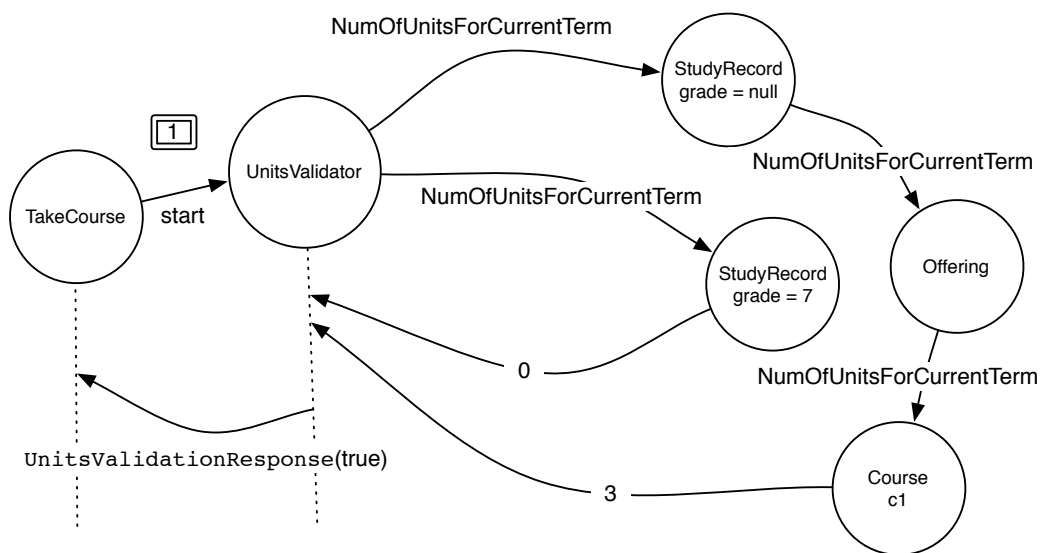 NumOfUnitsForCurrentTerm
StudyRecord
grade = null
1
UnitsValidator
NumOfUnitsForCurrentTerm
NumOfUnitsForCurrentTerm
TakeCourse
start
Offering
StudyRecord
grade = 7
0
NumOfUnitsForCurrentTerm
UnitsValidationResponse(true)
Course
c1
3